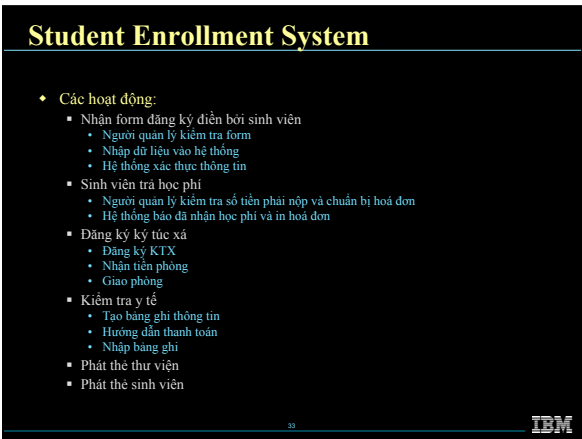 Student Enrollment System
Các hoạt động:
Nhận form đăng ký điền bởi sinh viên
Người quản lý kiểm tra form
Nhập dữ liệu vào hệ thống
Hệ thống xác thực thông tin
Sinh viên trả học phí
Người quản lý kiểm tra số tiền phải nộp và chuẩn bị hoá đơn
Hệ thống báo đã nhận học phí và in hoá đơn
Đăng ký ký túc xá
Đăng ký KTX
Nhận tiền phòng
Giao phòng
Kiểm tra y tế
Tạo bảng ghi thông tin
Hướng dẫn thanh toán
Nhập bảng ghi
Phát thẻ thư viện
Phát thẻ sinh viên
33
IBM